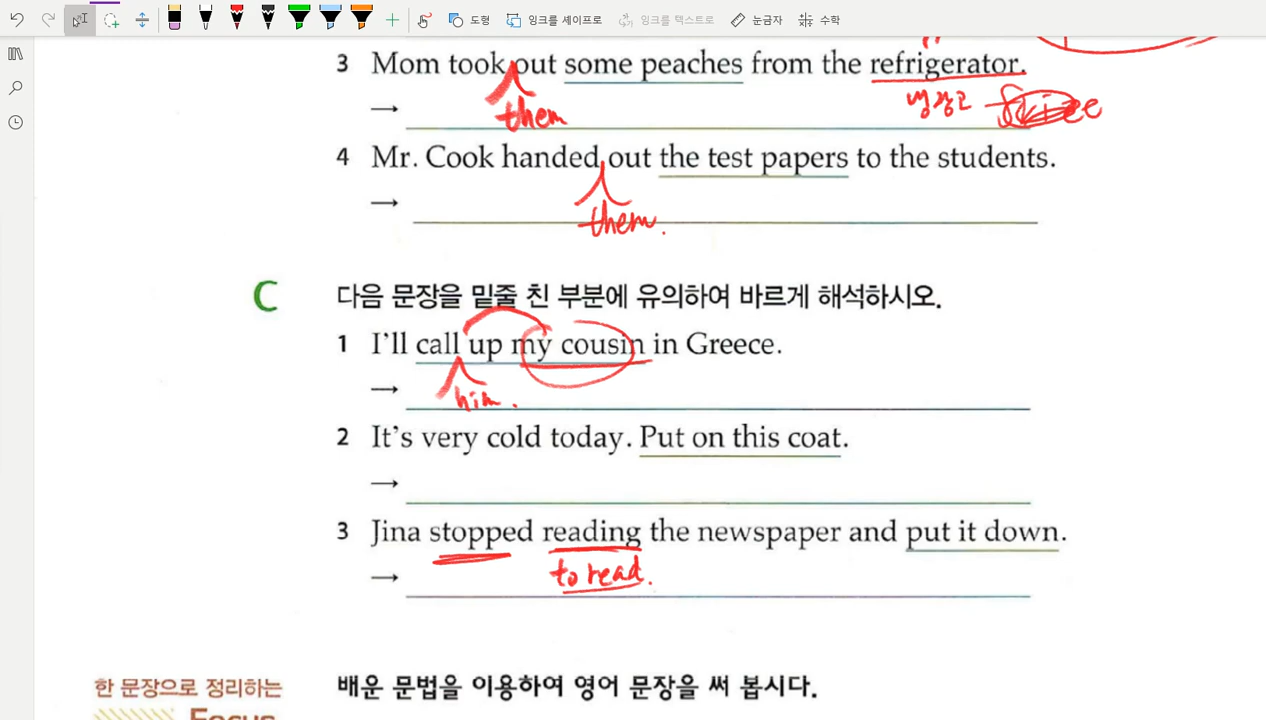 도형 잉크를 셰이프로 잉크를 텍스트로 눈금자 수학
3 Mom took out some peaches from the refrigerator.
them
냉장고
→
4 Mr. Cook handed out the test papers to the students.
→
them.
C 다음 문장을 밑줄 친 부분에 유의하여 바르게 해석하시오.
1 I'll call up my cousin in Greece.
→
him.
2 It's very cold today. Put on this coat.
→
3 Jina stopped reading the newspaper and put it down.
→ to read.
한 문장으로 정리하는 배운 문법을 이용하여 영어 문장을 써 봅시다.
Focus